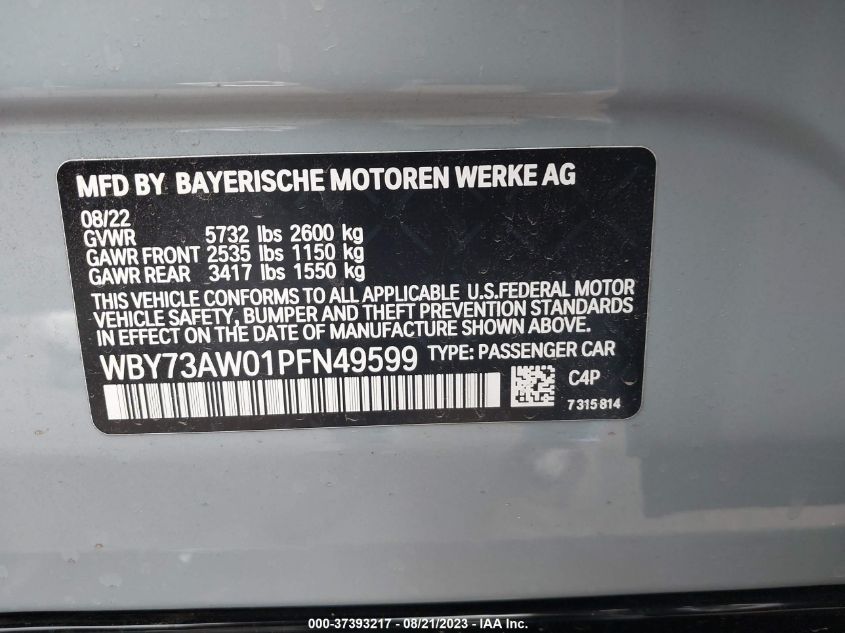 MFD BY BAYERISCHE MOTOREN WERKE AG
08/22
GVWR 5732 lbs 2600 kg
GAWR FRONT 2535 lbs 1150 kg
GAWR REAR 3417 lbs 1550 kg
THIS VEHICLE CONFORMS TO ALL APPLICABLE U.S.FEDERAL MOTOR
VEHICLE SAFETY, BUMPER AND THEFT PREVENTION STANDARDS
IN EFFECT ON THE DATE OF MANUFACTURE SHOWN ABOVE.
WBY73AW01PFN49599 TYPE: PASSENGER CAR
C4P
7315814
000-37393217 - 08/21/2023 - IAA Inc.